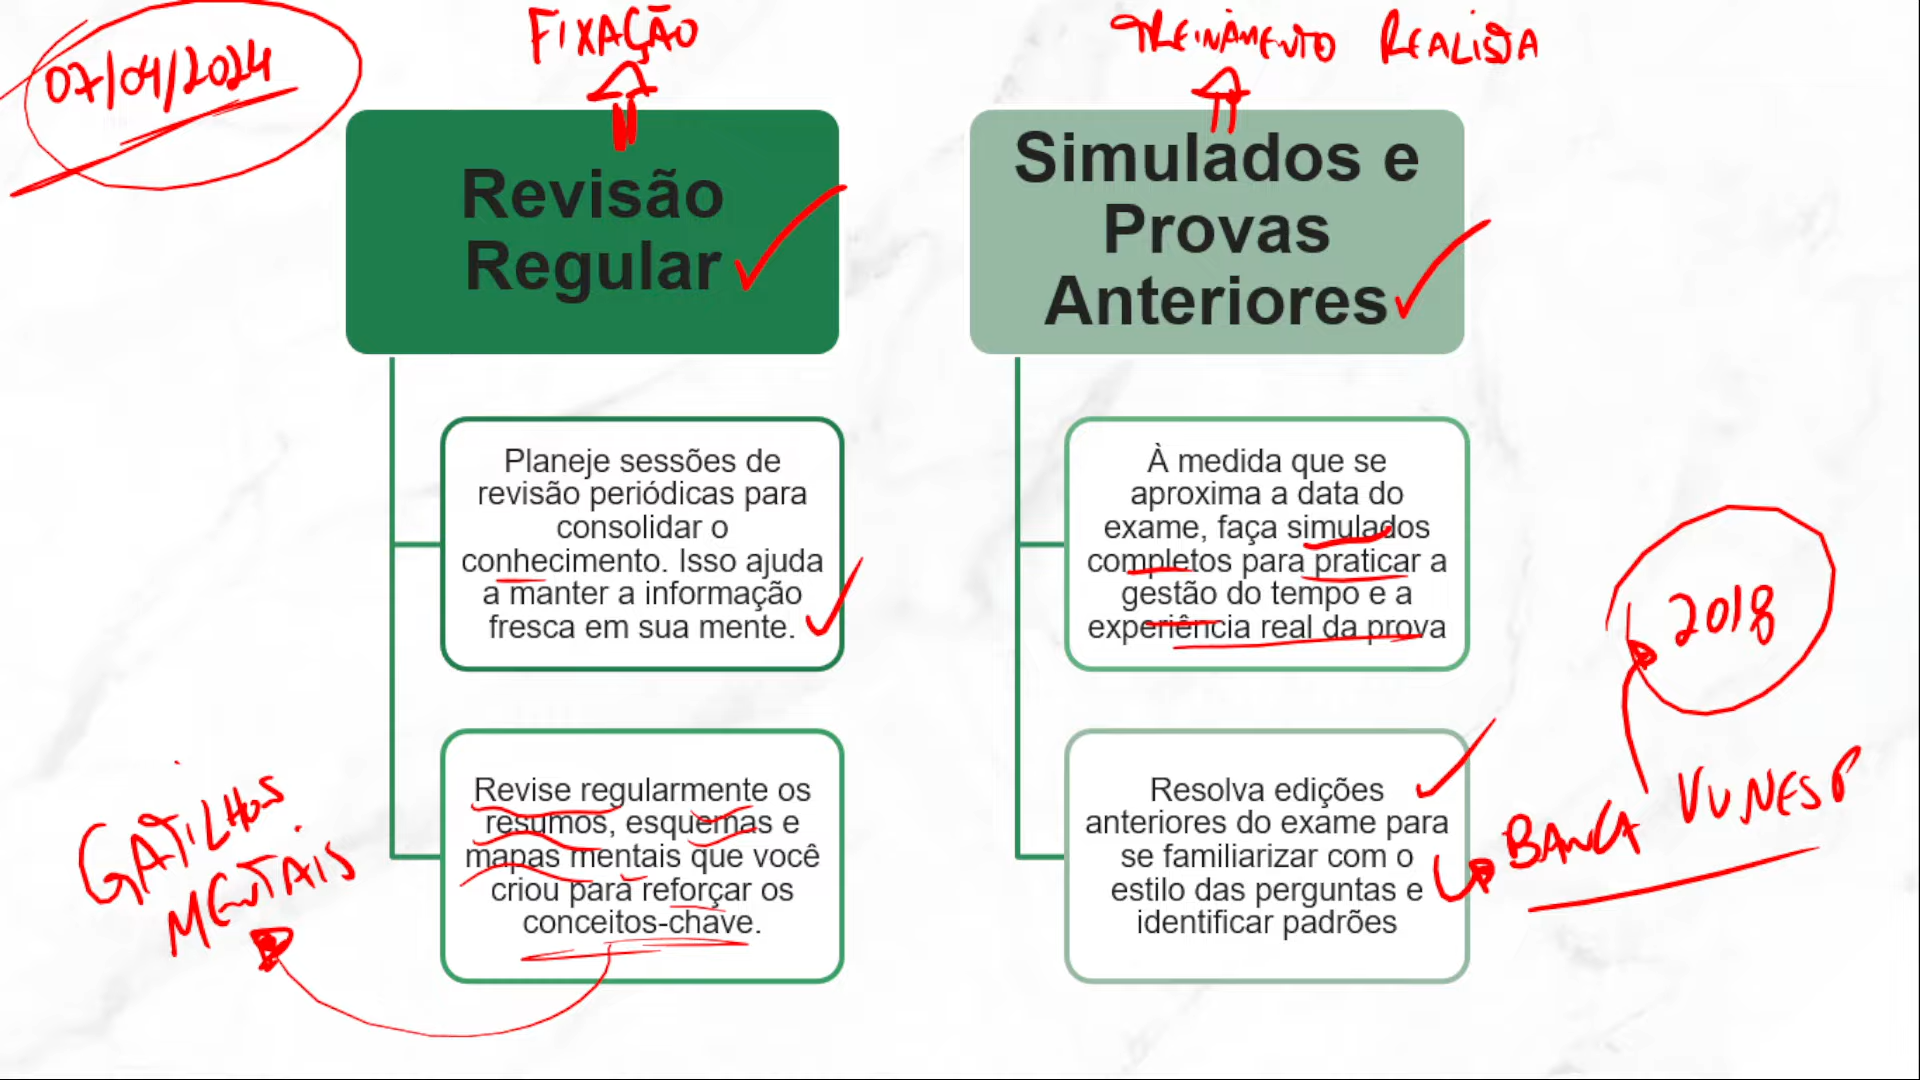 07/04/2024
FIXAÇÃO
TREINAMENTO REALISTA
Revisão
Regular
Simulados e
Provas
Anteriores
Planeje sessões de
revisão periódicas para
consolidar o
conhecimento. Isso ajuda
a manter a informação
fresca em sua mente.
Revise regularmente os
resumos, esquemas e
mapas mentais que você
criou para reforçar os
conceitos-chave.
À medida que se
aproxima a data do
exame, faça simulados
completos para praticar a
gestão do tempo e a
experiência real da prova
Resolva edições
anteriores do exame para
se familiarizar com o
estilo das perguntas e
identificar padrões
GATILHOS
MENTAIS
2018
BANCA VUNESP